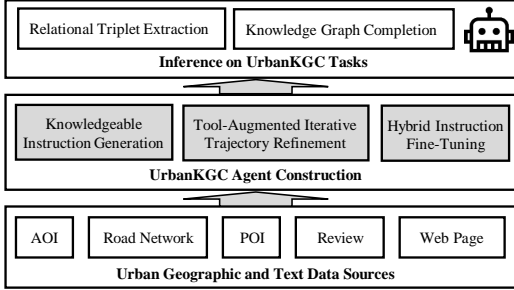 Relational Triplet Extraction
Knowledge Graph Completion
Inference on UrbanKGC Tasks
Knowledgeable
Instruction Generation
Tool-Augmented Iterative
Trajectory Refinement
Hybrid Instruction
Fine-Tuning
UrbanKGC Agent Construction
AOI
Road Network
POI
Review
Web Page
Urban Geographic and Text Data Sources